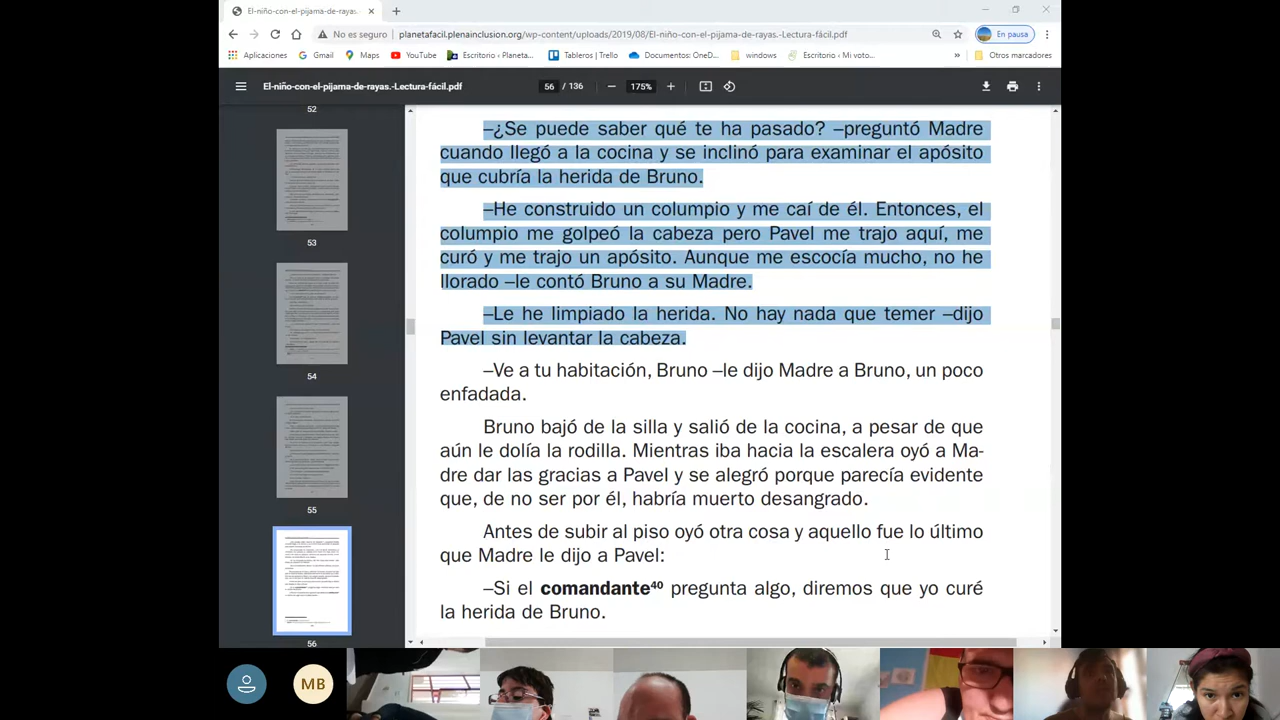 El-niño-con-el-pijama-de-rayas.
No es seguro
planetafacil.plenainclusion.org/wp-content/uploads/2019/08/El-niño-con-el-pijama-de-rayas.-Lectura-fácil.pdf
En pausa
Aplicaciones
Gmail
Maps
YouTube
Escritorio < Planeta...
Tableros | Trello
Documentos: OneD...
windows
Escritorio | Mi voto...
»
Otros marcadores
El-niño-con-el-pijama-de-rayas.-Lectura-fácil.pdf
56 / 136
175%
52
53
54
55
56
–¿Se puede saber qué te ha pasado? –preguntó Madre
cuando llegó a la cocina y se inclinó para examinar el apósito
que cubría la herida de Bruno.
–He construido un columpio y me caí de él. Entonces, el
columpio me golpeó la cabeza pero Pavel me trajo aquí, me
curó y me trajo un apósito. Aunque me escocía mucho, no he
llorado –le contó Bruno a su Madre.
–Le he limpiado la herida. No hay nada que temer –dijo
Pavel sin levantar la cabeza.
–Ve a tu habitación, Bruno –le dijo Madre a Bruno, un poco
enfadada.
Bruno bajó de la silla y salió de la cocina, a pesar de que
aún le dolía la rodilla. Mientras iba hacia la escalera oyó a Ma-
dre dar las gracias a Pavel y se alegró porque parecía evidente
que, de no ser por él, habría muerto desangrado.
Antes de subir al piso oyó otra cosa y aquello fue lo último
que Madre le dijo a Pavel:
–Si el comandante pregunta algo, diremos que yo curé
la herida de Bruno.
MB